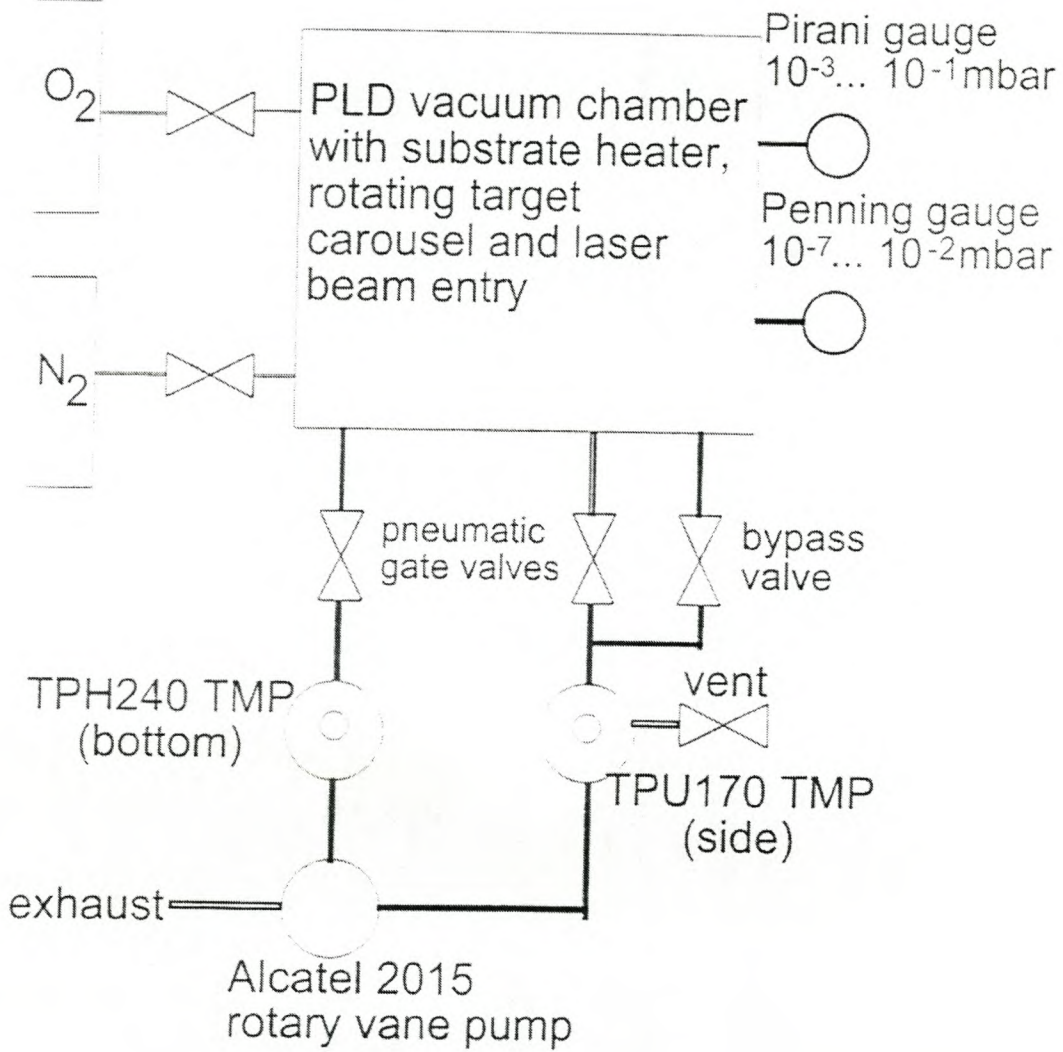 O2
PLD vacuum chamber
with substrate heater,
rotating target
carousel and laser
beam entry
Pirani gauge
10-3... 10-1mbar
Penning gauge
10-7... 10-2mbar
N2
pneumatic
gate valves
bypass
valve
TPH240 TMP
(bottom)
vent
TPU170 TMP
(side)
exhaust
Alcatel 2015
rotary vane pump